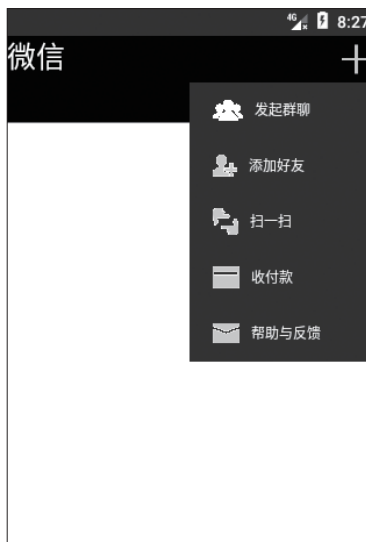 4G 8:27
微信
发起群聊
添加好友
扫一扫
收付款
帮助与反馈